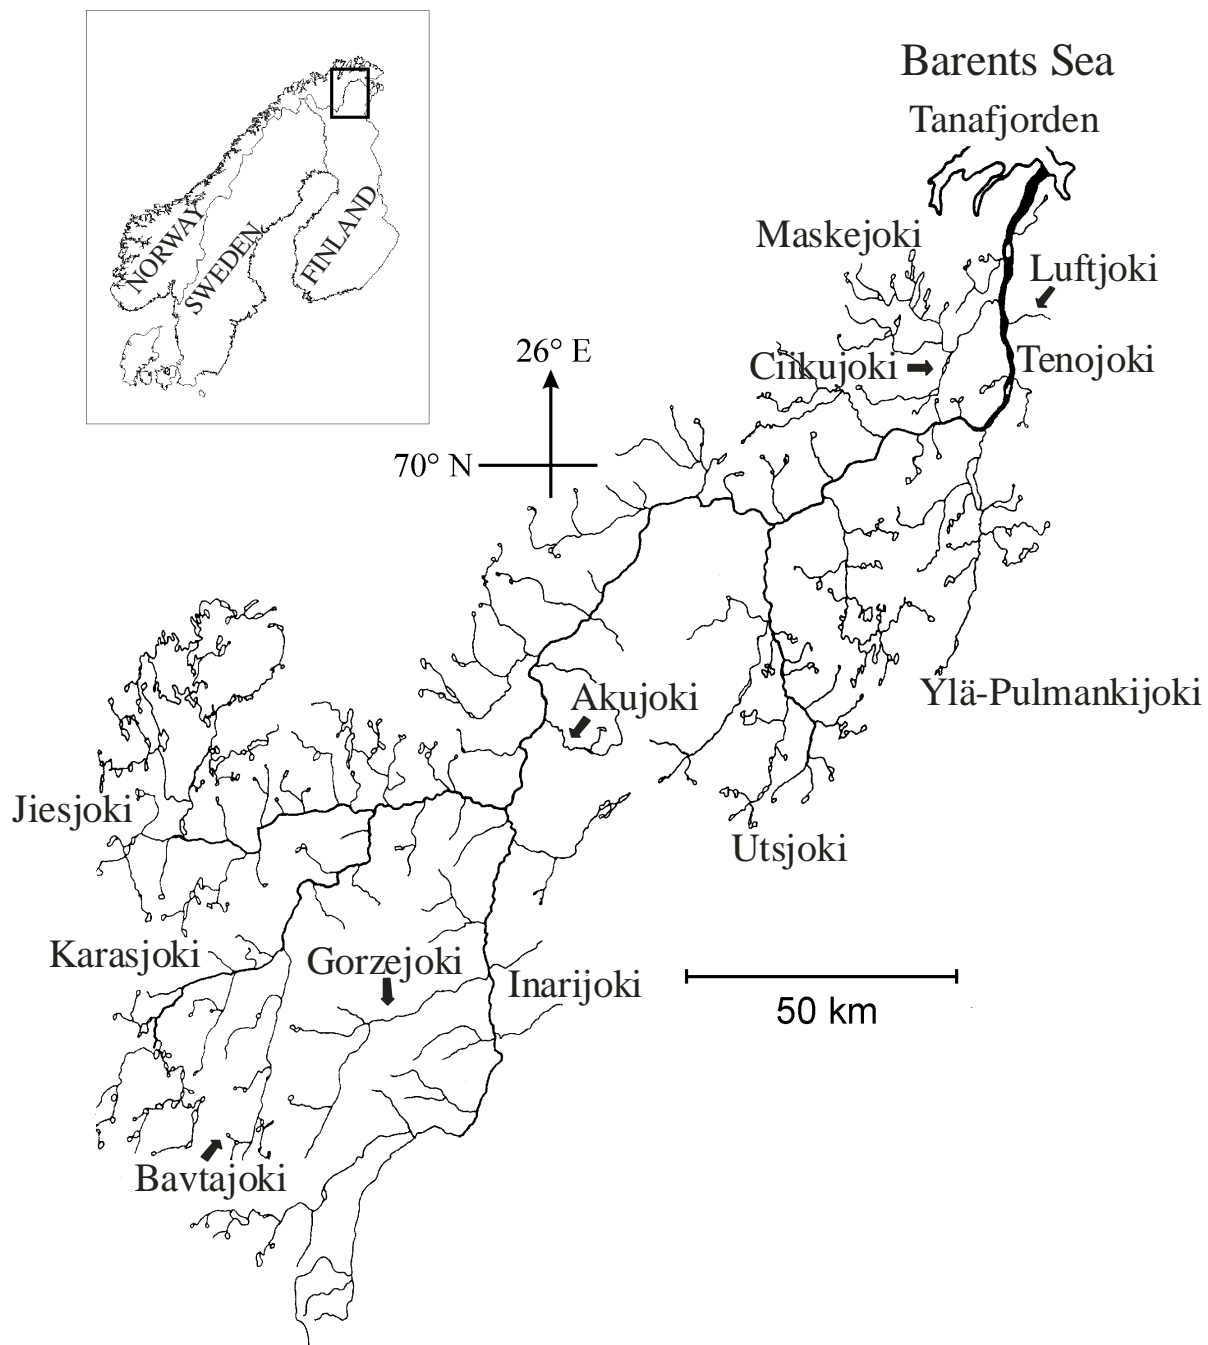 Barents Sea
Tanafjorden
NORWAY
SWEDEN
FINLAND
Maskejoki
Luftjoki
26° E
Ciikujoki
Tenojoki
70° N
Akujoki
Ylä-Pulmankijoki
Jiesjoki
Utsjoki
Karasjoki
Gorzejoki
Inarijoki
50 km
Bavtajoki